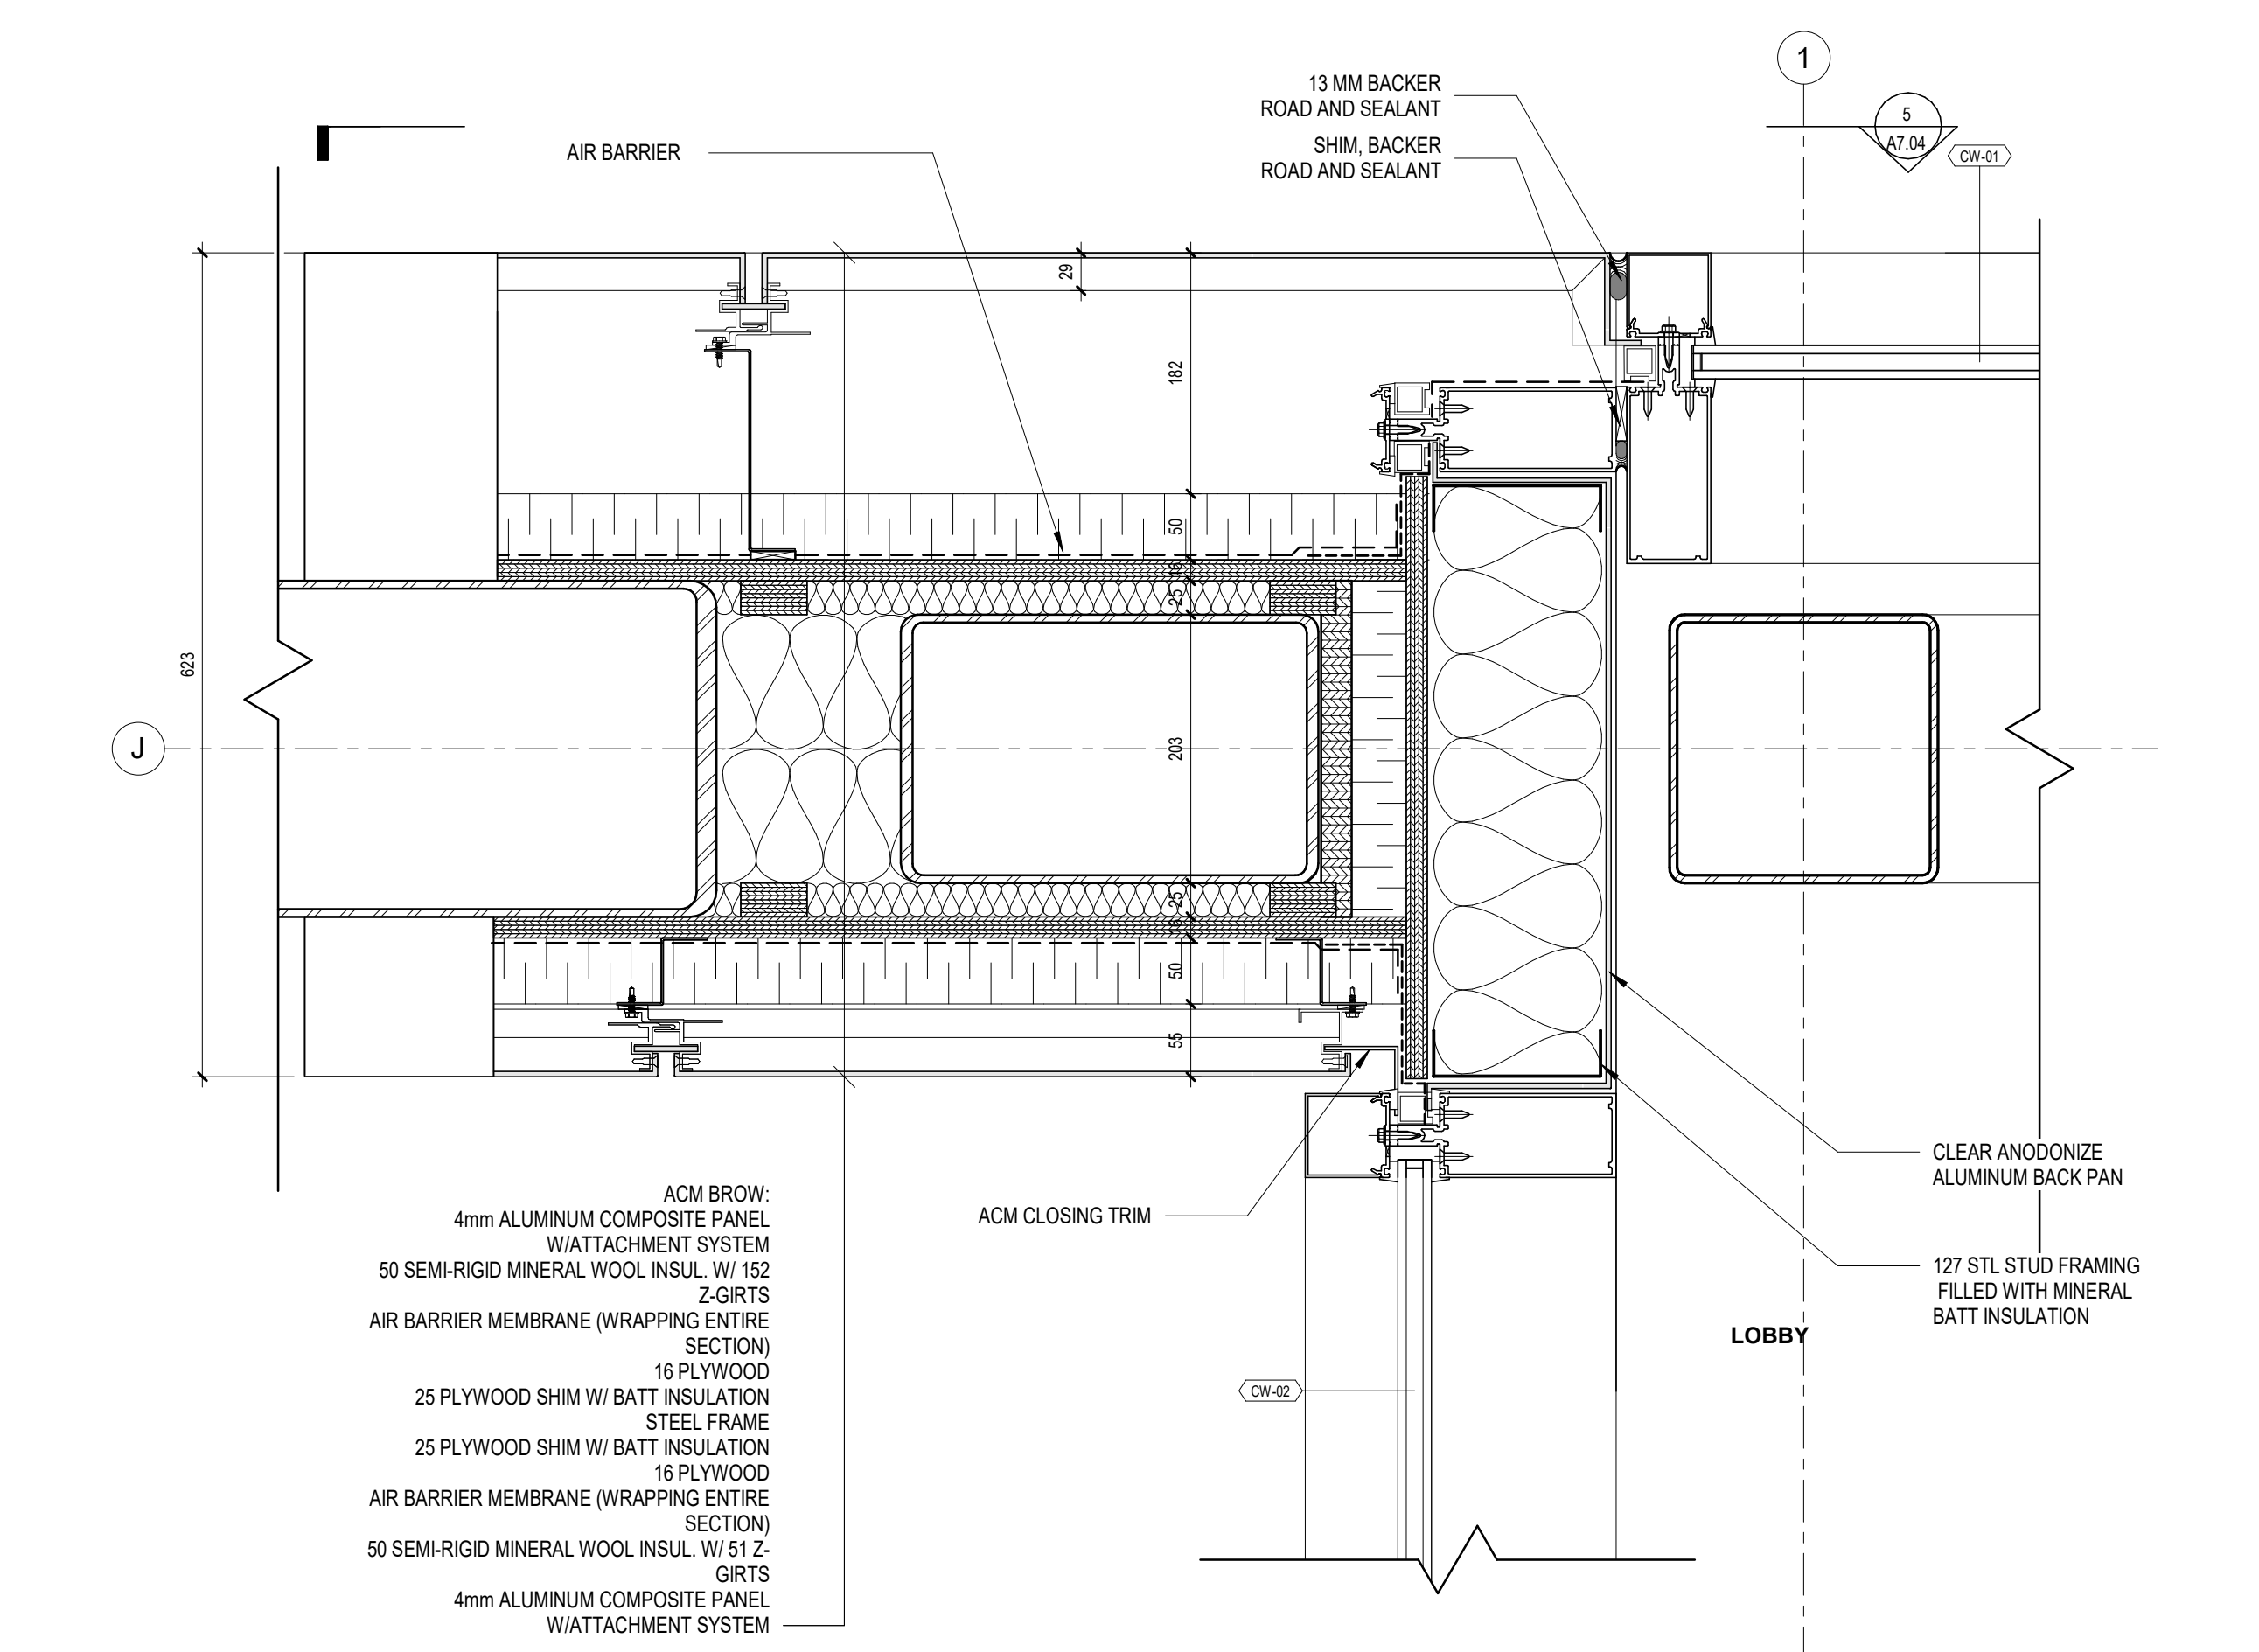 1
13 MM BACKER
ROAD AND SEALANT
5
A7.04
AIR BARRIER
SHIM, BACKER
ROAD AND SEALANT
CW-01
29
182
50
16
25
623
J
203
25
16
50
55
CLEAR ANODONIZE
ALUMINUM BACK PAN
ACM BROW:
4mm ALUMINUM COMPOSITE PANEL
W/ATTACHMENT SYSTEM
50 SEMI-RIGID MINERAL WOOL INSUL. W/ 152
Z-GIRTS
AIR BARRIER MEMBRANE (WRAPPING ENTIRE
SECTION)
16 PLYWOOD
25 PLYWOOD SHIM W/ BATT INSULATION
STEEL FRAME
25 PLYWOOD SHIM W/ BATT INSULATION
16 PLYWOOD
AIR BARRIER MEMBRANE (WRAPPING ENTIRE
SECTION)
50 SEMI-RIGID MINERAL WOOL INSUL. W/ 51 Z-
GIRTS
4mm ALUMINUM COMPOSITE PANEL
W/ATTACHMENT SYSTEM
ACM CLOSING TRIM
127 STL STUD FRAMING
FILLED WITH MINERAL
BATT INSULATION
LOBBY
CW-02